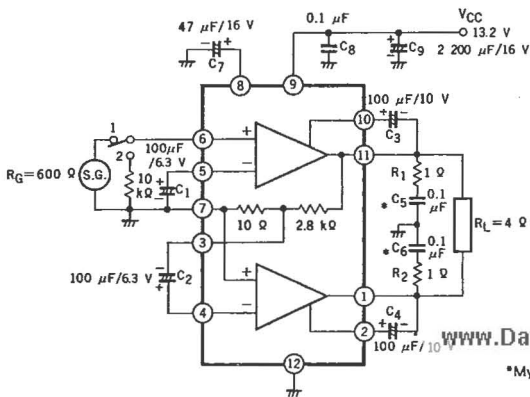 47 μF/16 V
C7
0.1 μF
C8
VCC
13.2 V
C9
2 200 μF/16 V
8
9
100 μF/10 V
10
C3
11
1
2
100μF
/6.3 V
6
5
7
RG=600 Ω
S.G.
10
kΩ
C1
10 Ω
2.8 kΩ
R1
1 Ω
*C5
0.1
μF
RL=4 Ω
3
100 μF/6.3 V
C2
4
*C6
0.1
μF
R2
1 Ω
1
2
C4
100 μF/10
www.Da
*My
12